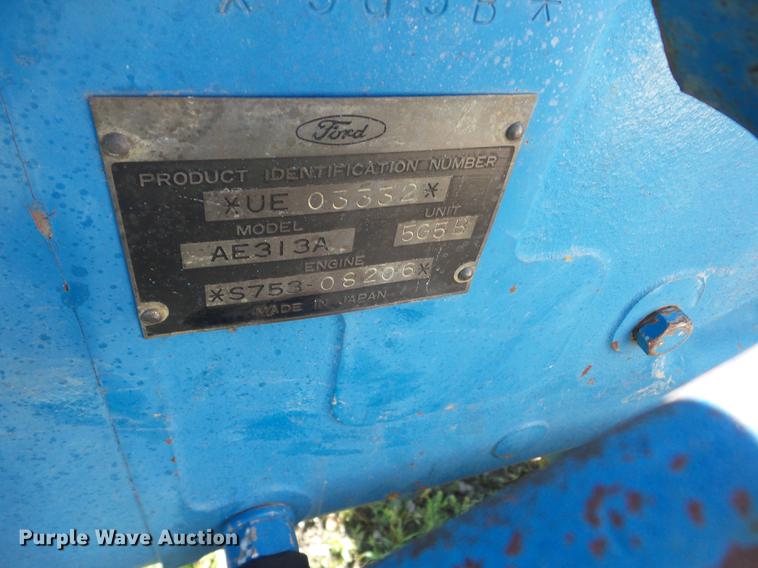 *5G5B*
Ford
PRODUCT IDENTIFICATION NUMBER
*UE 03332*
MODEL UNIT
AE313A 5G5B
ENGINE
*S753-08206*
MADE IN JAPAN
Purple Wave Auction